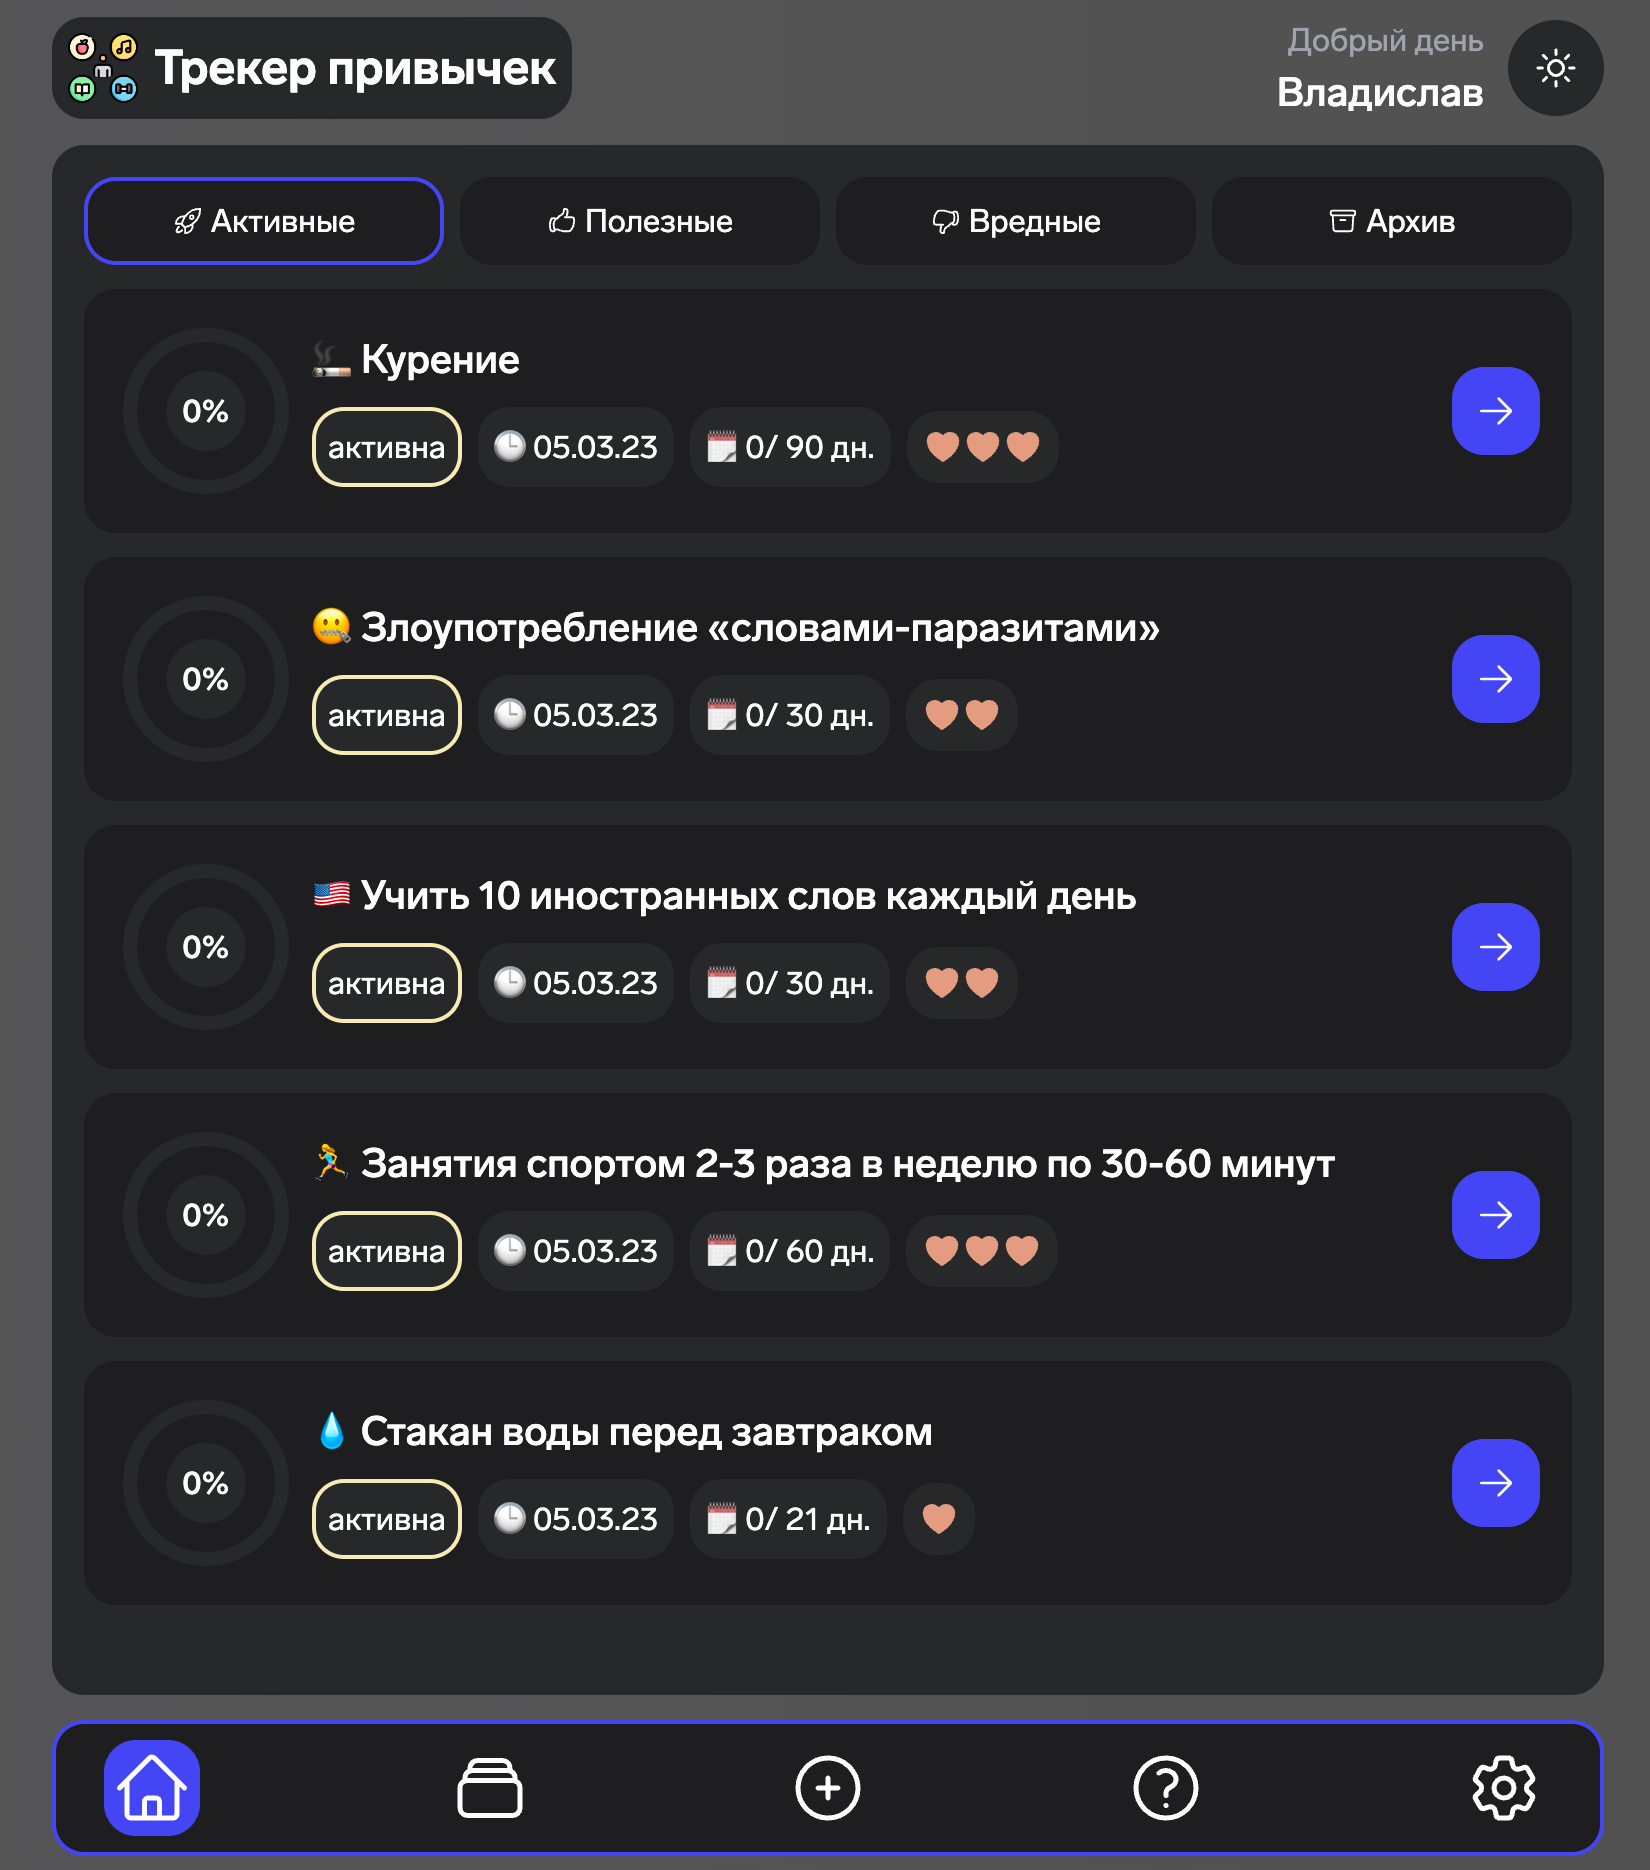 Трекер привычек
Добрый день
Владислав
Активные
Полезные
Вредные
Архив
0%
Курение
активна
05.03.23
0/ 90 дн.
0%
Злоупотребление «словами-паразитами»
активна
05.03.23
0/ 30 дн.
0%
Учить 10 иностранных слов каждый день
активна
05.03.23
0/ 30 дн.
0%
Занятия спортом 2-3 раза в неделю по 30-60 минут
активна
05.03.23
0/ 60 дн.
0%
Стакан воды перед завтраком
активна
05.03.23
0/ 21 дн.